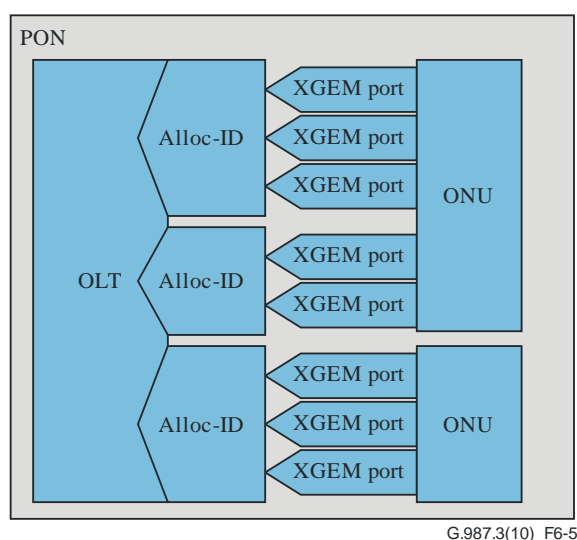 PON
XGEM port
XGEM port
Alloc-ID
XGEM port
ONU
XGEM port
OLT
Alloc-ID
XGEM port
XGEM port
XGEM port
Alloc-ID
ONU
XGEM port
G.987.3(10)_F6-5